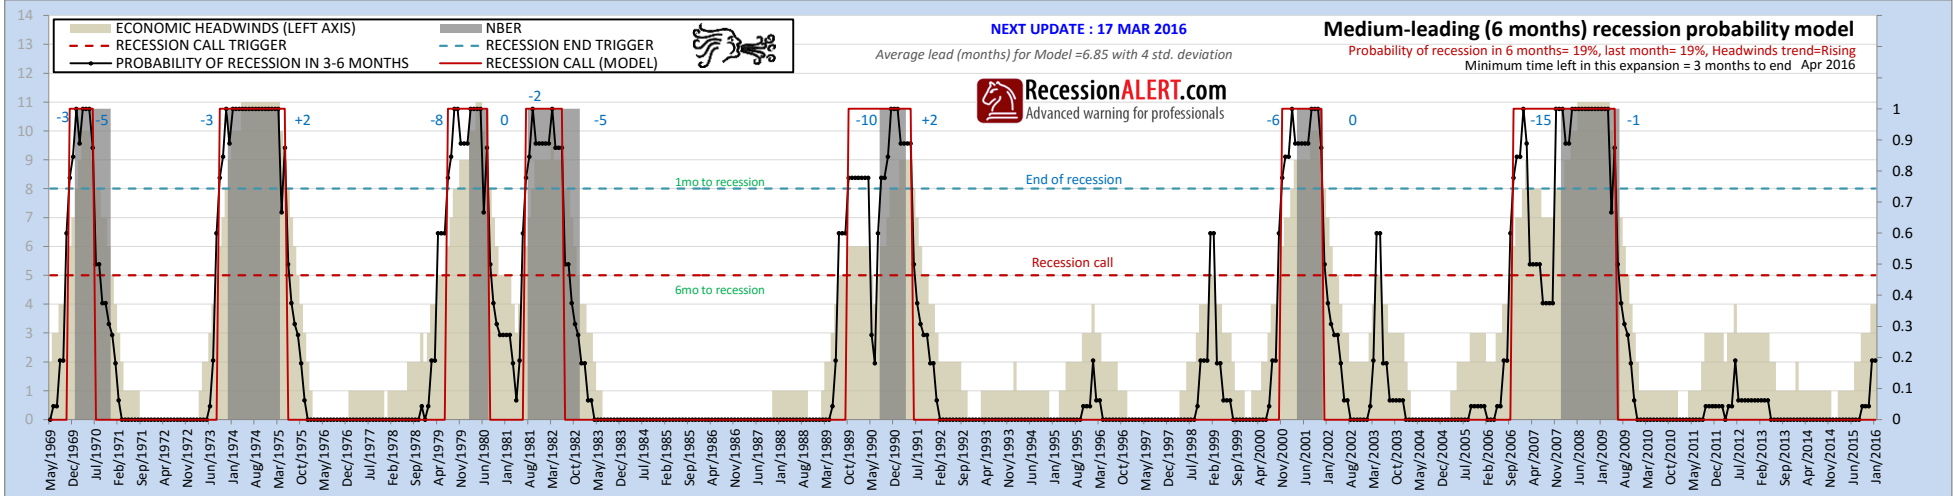 14
13
12
11
10
9
8
7
6
5
4
3
2
1
0
ECONOMIC HEADWINDS (LEFT AXIS)
NBER
RECESSION CALL TRIGGER
RECESSION END TRIGGER
PROBABILITY OF RECESSION IN 3-6 MONTHS
RECESSION CALL (MODEL)
NEXT UPDATE : 17 MAR 2016
Average lead (months) for Model =6.85 with 4 std. deviation
RecessionALERT.com
Advanced warning for professionals
Medium-leading (6 months) recession probability model
Probability of recession in 6 months= 19%, last month= 19%, Headwinds trend=Rising
Minimum time left in this expansion = 3 months to end Apr 2016
-3
-5
-3
+2
-8
0
-2
-5
-10
+2
-6
0
-15
-1
1mo to recession
End of recession
Recession call
6mo to recession
1
0.9
0.8
0.7
0.6
0.5
0.4
0.3
0.2
0.1
0
May/1969
Dec/1969
Jul/1970
Feb/1971
Sep/1971
Apr/1972
Nov/1972
Jun/1973
Jan/1974
Aug/1974
Mar/1975
Oct/1975
May/1976
Dec/1976
Jul/1977
Feb/1978
Sep/1978
Apr/1979
Nov/1979
Jun/1980
Jan/1981
Aug/1981
Mar/1982
Oct/1982
May/1983
Dec/1983
Jul/1984
Feb/1985
Sep/1985
Apr/1986
Nov/1986
Jun/1987
Jan/1988
Aug/1988
Mar/1989
Oct/1989
May/1990
Dec/1990
Jul/1991
Feb/1992
Sep/1992
Apr/1993
Nov/1993
Jun/1994
Jan/1995
Aug/1995
Mar/1996
Oct/1996
May/1997
Dec/1997
Jul/1998
Feb/1999
Sep/1999
Apr/2000
Nov/2000
Jun/2001
Jan/2002
Aug/2002
Mar/2003
Oct/2003
May/2004
Dec/2004
Jul/2005
Feb/2006
Sep/2006
Apr/2007
Nov/2007
Jun/2008
Jan/2009
Aug/2009
Mar/2010
Oct/2010
May/2011
Dec/2011
Jul/2012
Feb/2013
Sep/2013
Apr/2014
Nov/2014
Jun/2015
Jan/2016